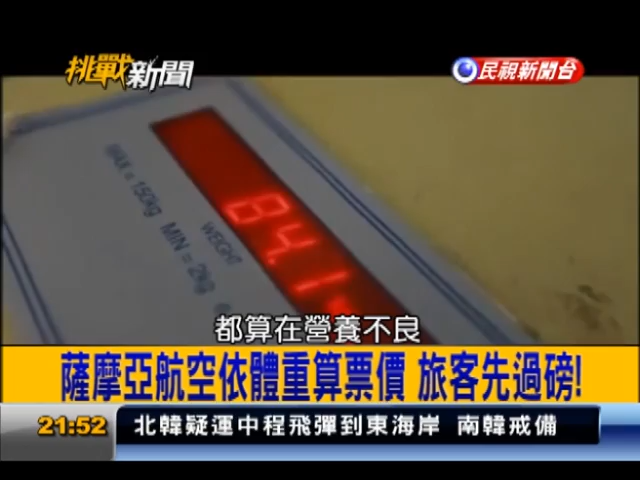 挑戰新聞
民視新聞台
MAX = 150kg MIN = 2kg
WEIGHT
84.1
都算在營養不良
薩摩亞航空依體重算票價 旅客先過磅!
21:52 北韓疑運中程飛彈到東海岸 南韓戒備